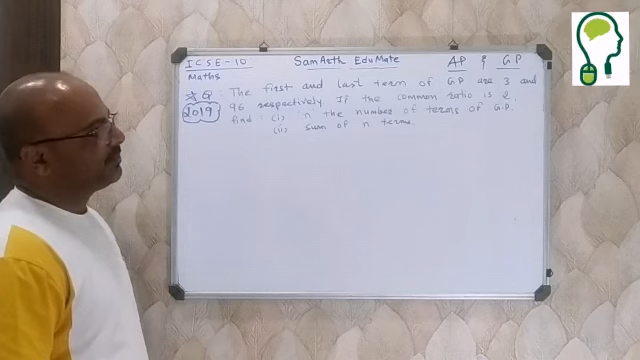 ICSE-10 SamArth EduMate AP & GP
Maths
Q: The first and last term of G.P are 3 and
2019 96 respectively. If the common ratio is 2,
find: (i) 'n' the number of terms of G.P.
(ii) Sum of n terms.